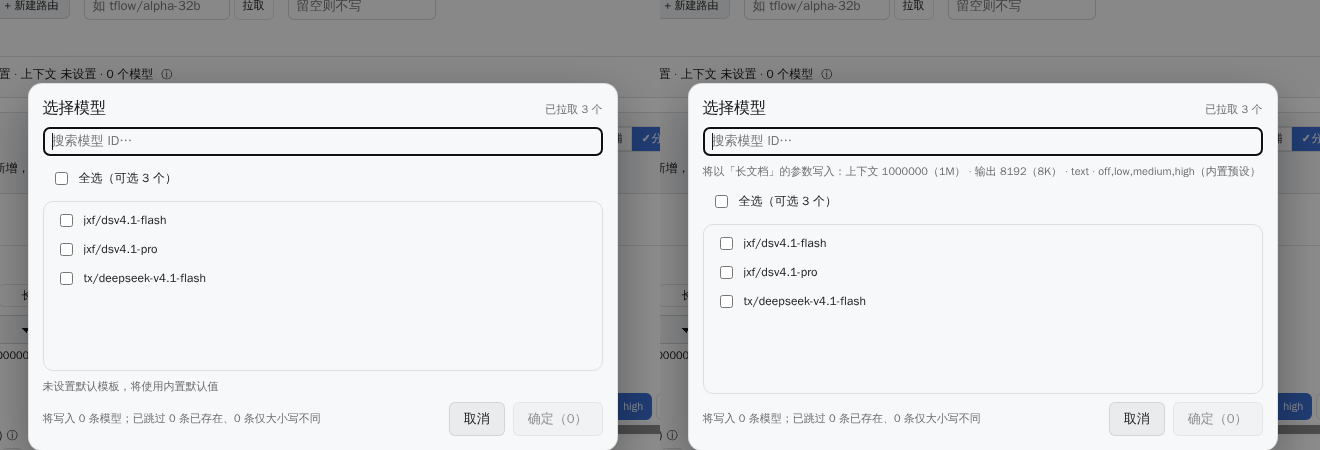 + 新建路由 如 tflow/alpha-32b 拉取 留空则不写
置 · 上下文 未设置 · 0 个模型 ⓘ
选择模型 已拉取 3 个
搜索模型 ID···
全选（可选 3 个）
jxf/dsv4.1-flash
jxf/dsv4.1-pro
tx/deepseek-v4.1-flash
未设置默认模板，将使用内置默认值
将写入 0 条模型；已跳过 0 条已存在、0 条仅大小写不同
取消 确定（0）
新增，
✓分
0000
high
+ 新建路由 如 tflow/alpha-32b 拉取 留空则不写
置 · 上下文 未设置 · 0 个模型 ⓘ
选择模型 已拉取 3 个
搜索模型 ID···
将以「长文档」的参数写入：上下文 1000000（1M） · 输出 8192（8K） · text · off,low,medium,high（内置预设）
全选（可选 3 个）
jxf/dsv4.1-flash
jxf/dsv4.1-pro
tx/deepseek-v4.1-flash
将写入 0 条模型；已跳过 0 条已存在、0 条仅大小写不同
取消 确定（0）
新增，
✓分
0000
high